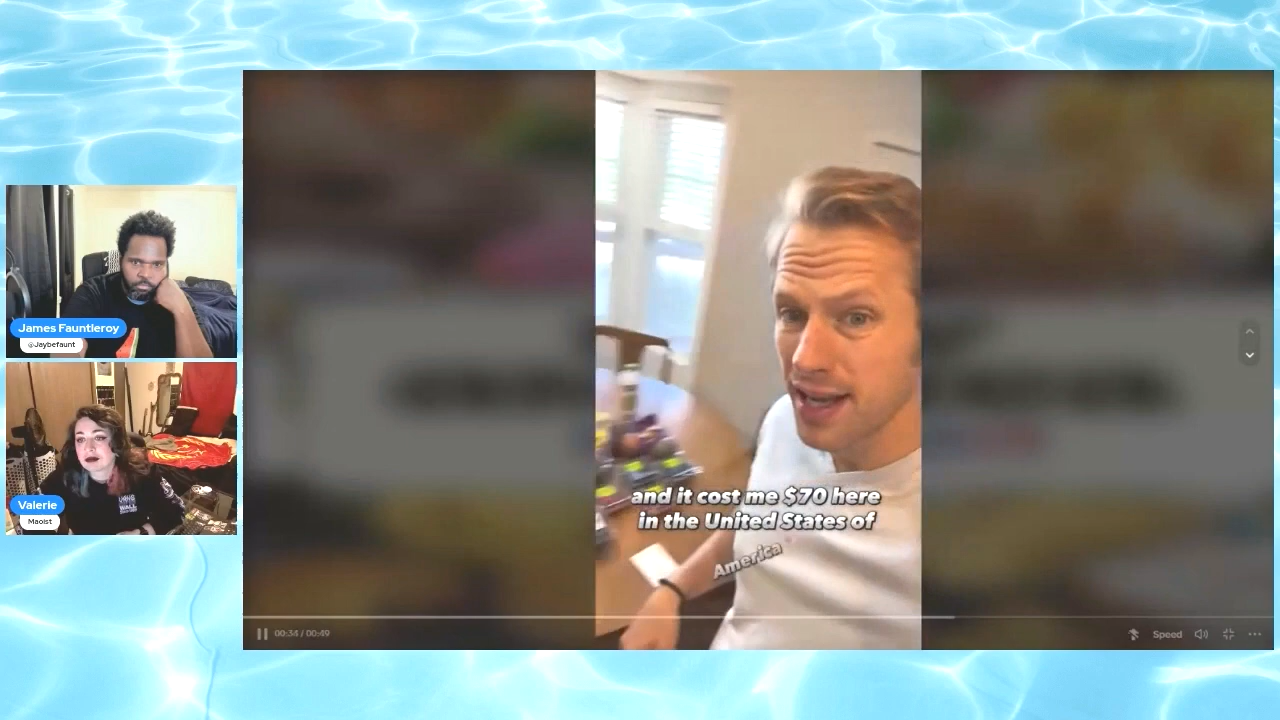 James Fauntleroy
@Jaybefaunt
Valerie
Maoist
and it cost me $70 here
in the United States of
America
00:34 / 00:49
Speed